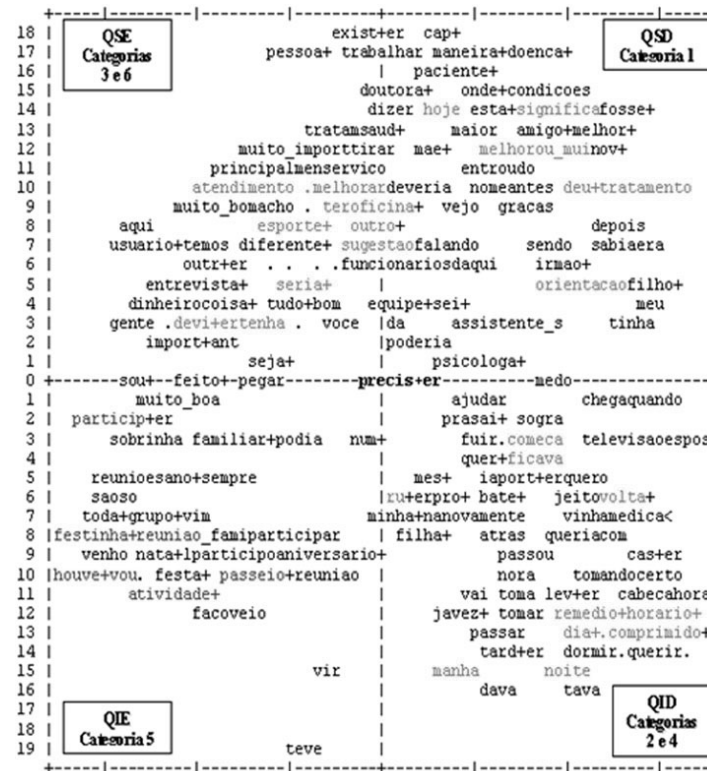 18 | exist+er cap+
17 | pessoa+ trabalhar maneira+doenca+
16 | | paciente+
15 | doutora+ onde+condicoes
14 | dizer hoje esta+significafosse+
13 | tratamsaud+ maior amigo+melhor+
12 | muito_importtirar mae+ melhorou_muinov+
11 | principalmenservico entroudo
10 | atendimento .melhorardeveria nomeantes deu+tratamento
9 | muito_bomacho . teroficina+ vejo gracas
8 | aqui esporte+ outro+ depois
7 | usuario+temos diferente+ sugestaofalando sendo sabiaera
6 | outr+er . . . .funcionariosdaqui irmao+
5 | entrevista+ seria+ | orientacaofilho+
4 | dinheirocoisa+ tudo+bom equipe+sei+ meu
3 | gente .devi+ertenha . voce |da assistente_s tinha
2 | import+ant |poderia
1 | seja+ | psicologa+
0 +-------sou+--feito+-pegar------precis+er----------medo----------
1 | muito_boa | ajudar chegaquando
2 | particip+er | prasai+ sogra
3 | sobrinha familiar+podia num+ fuir.comeca televisaoespos
4 | | quer+ficava
5 | reunioesano+sempre | mes+ iaport+erquero
6 | saoso |ru+erpro+ bate+ jeitovolta+
7 | toda+grupo+vim minha+nanovamente vinhamedica<
8 |festinha+reuniao_famiparticipar | filha+ atras queriacom
9 | venho nata+lparticipoaniversario+ passou cas+er
10 |houve+vou. festa+ passeio+reuniao | nora tomandocerto
11 | atividade+ | vai toma lev+er cabecahora
12 | facoveio | javez+ tomar remedio+horario+
13 | | passar dia+.comprimido+
14 | | tard+er dormir.querir.
15 | vir | manha noite
16 | | dava tava
17 | |
18 | |
19 | teve |
QSE
Categorias
3 e 6
QSD
Categoria 1
QIE
Categoria 5
QID
Categorias
2 e 4